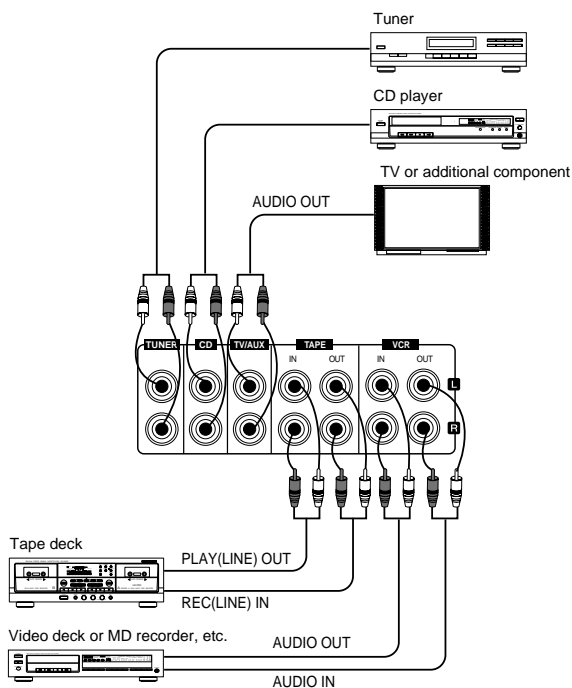 Tuner
CD player
TV or additional component
AUDIO OUT
TUNER CD TV/AUX TAPE VCR
IN OUT IN OUT
L
R
Tape deck
PLAY(LINE) OUT
REC(LINE) IN
Video deck or MD recorder, etc.
AUDIO OUT
AUDIO IN